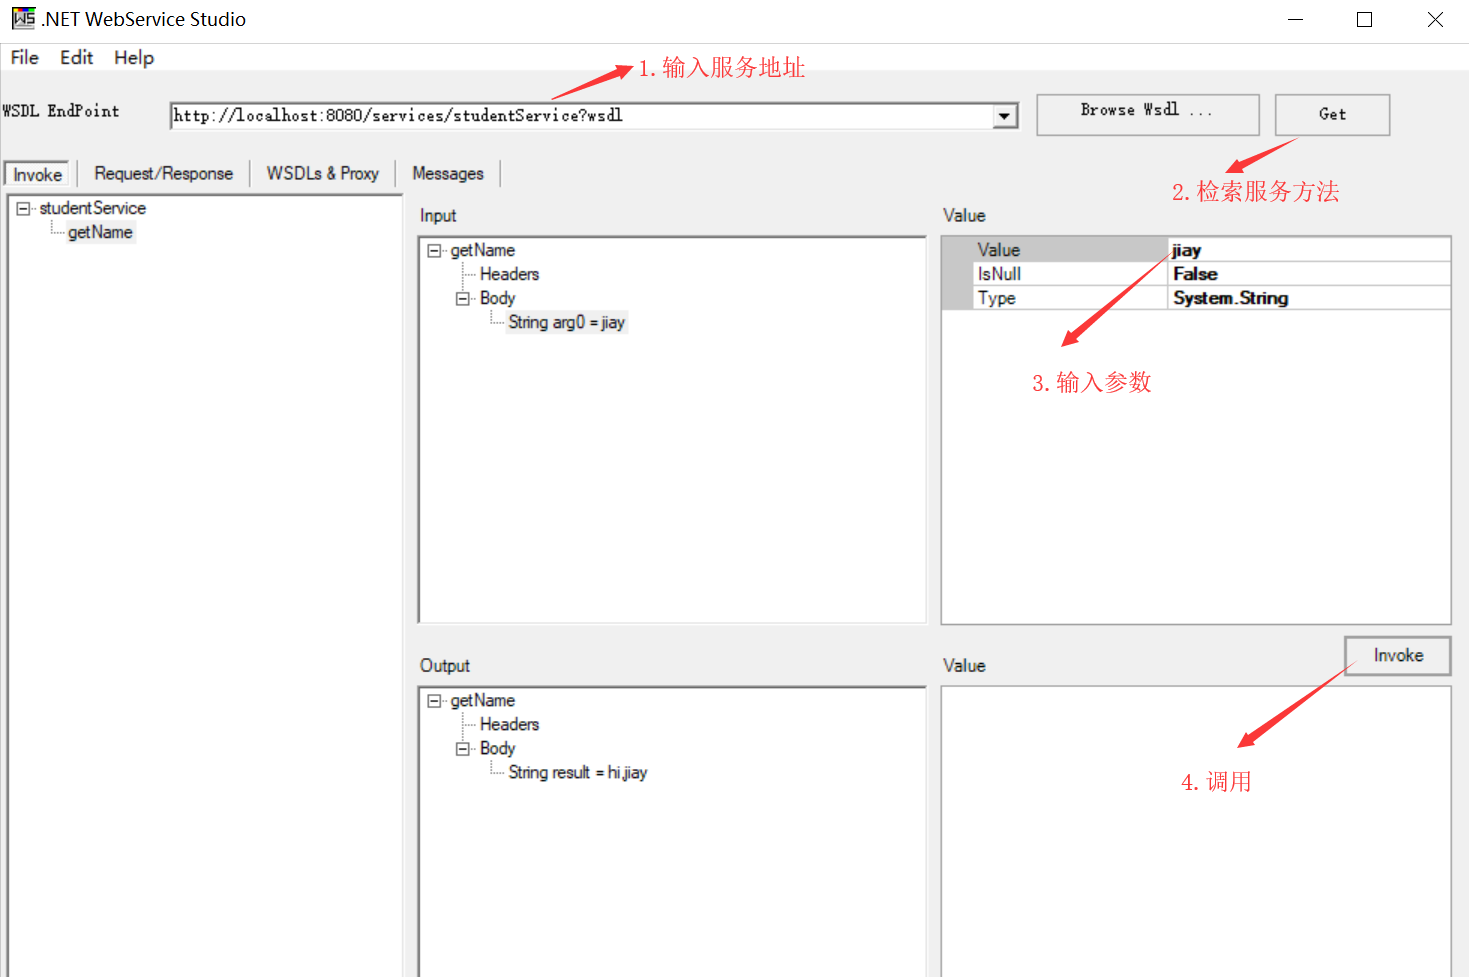 .NET WebService Studio
File Edit Help
1.输入服务地址
WSDL EndPoint http://localhost:8080/services/studentService?wsdl Browse Wsdl ... Get
Invoke Request/Response WSDLs & Proxy Messages
2.检索服务方法
studentService
getName
Input
getName
Headers
Body
String arg0 = jiay
Value
Value jiay
IsNull False
Type System.String
3.输入参数
Invoke
Output
getName
Headers
Body
String result = hi,jiay
Value
4.调用